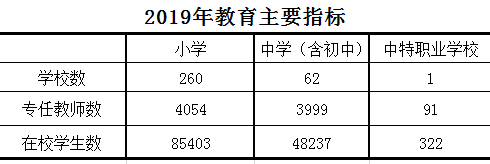 2019年教育主要指标
小学 中学（含初中） 中特职业学校
学校数 260 62 1
专任教师数 4054 3999 91
在校学生数 85403 48237 322